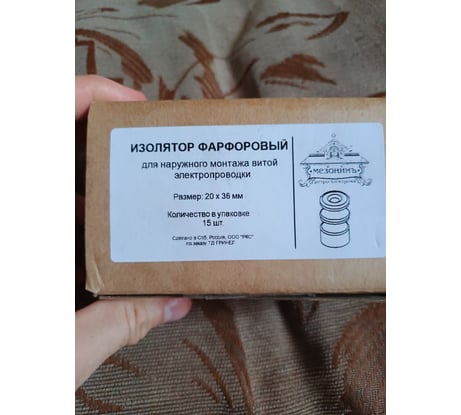 ИЗОЛЯТОР ФАРФОРОВЫЙ
для наружного монтажа витой
электропроводки
Размер: 20 х 36 мм
Количество в упаковке
15 шт.
Сделано в Спб, Россия, ООО "РКС"
по заказу ТД ГРИНЕЛ
МЕЗОНИНЪ